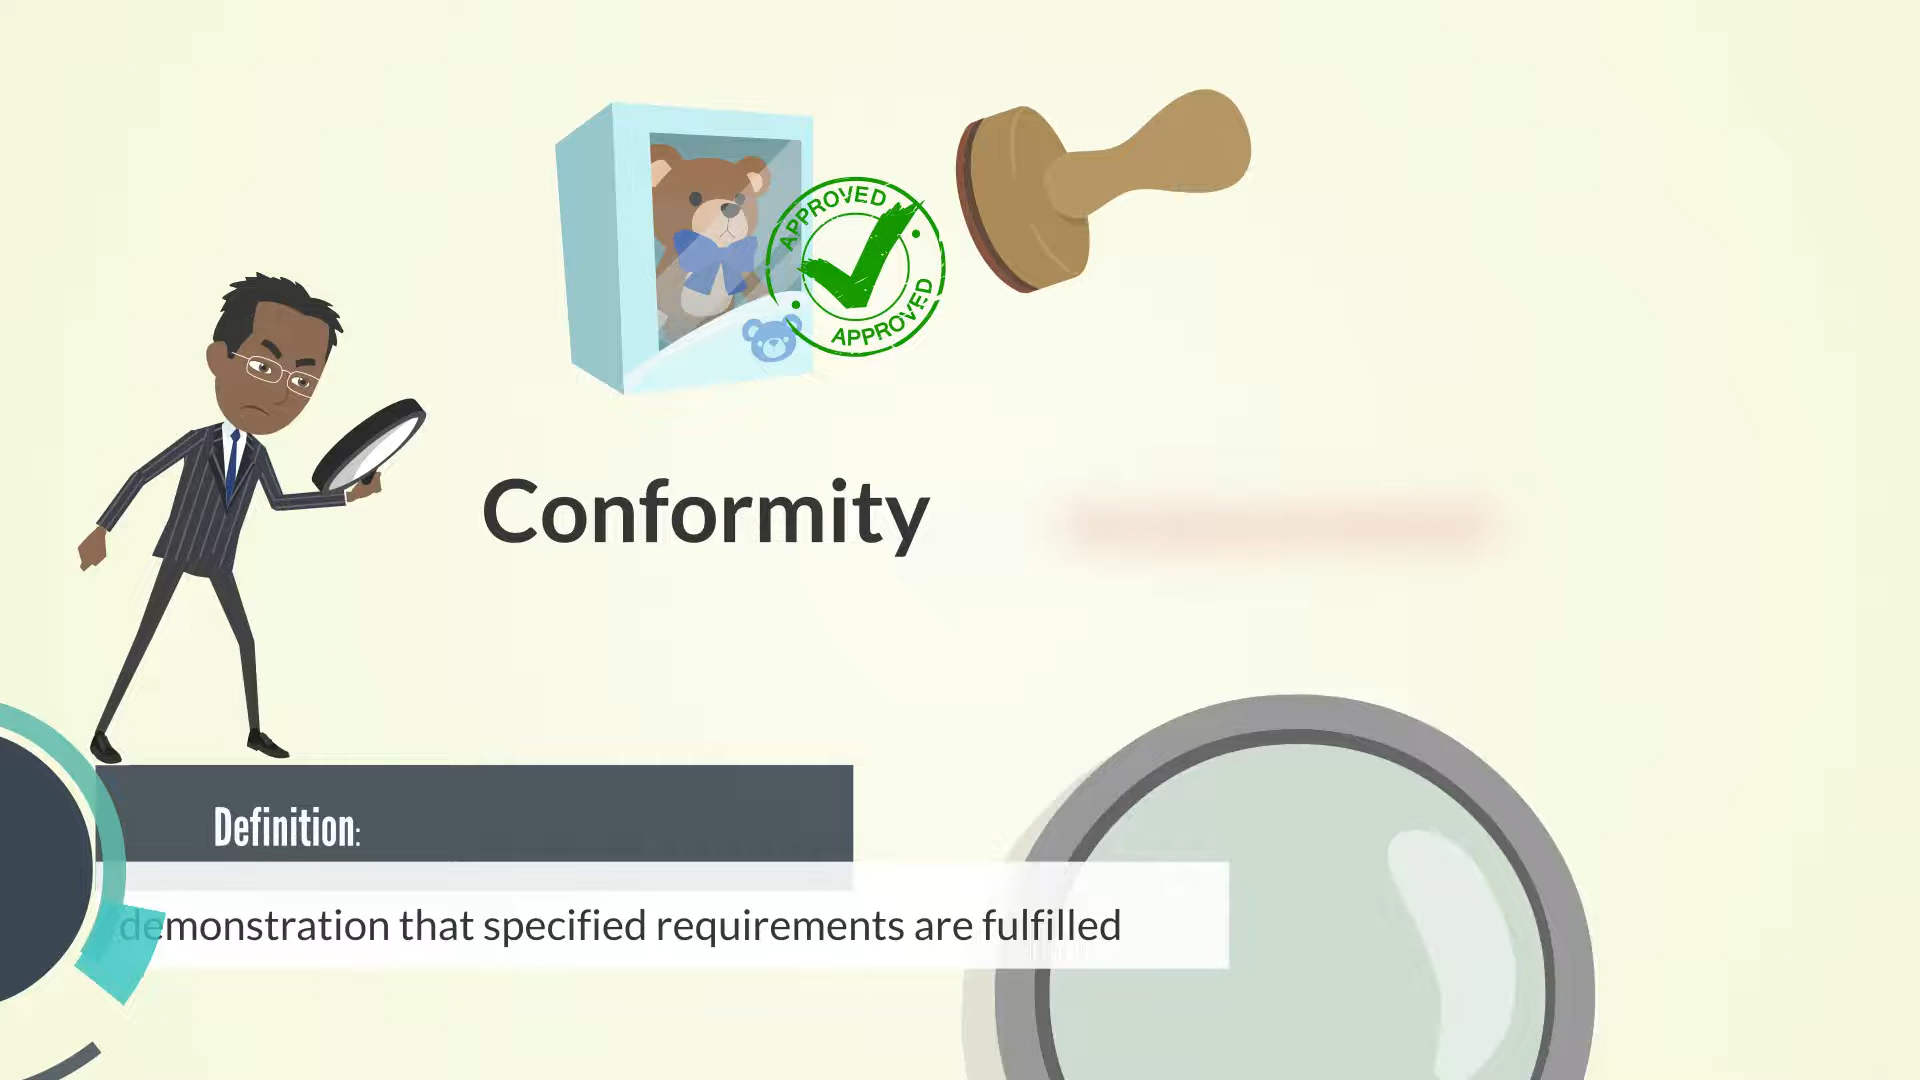 APPROVED
APPROVED
Conformity
Definition:
demonstration that specified requirements are fulfilled